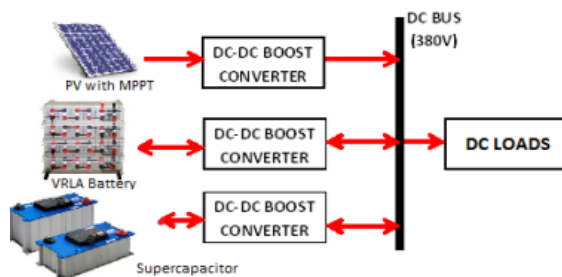 DC BUS
(380V)
DC-DC BOOST
CONVERTER
PV with MPPT
DC-DC BOOST
CONVERTER
DC LOADS
VRLA Battery
DC-DC BOOST
CONVERTER
Supercapacitor